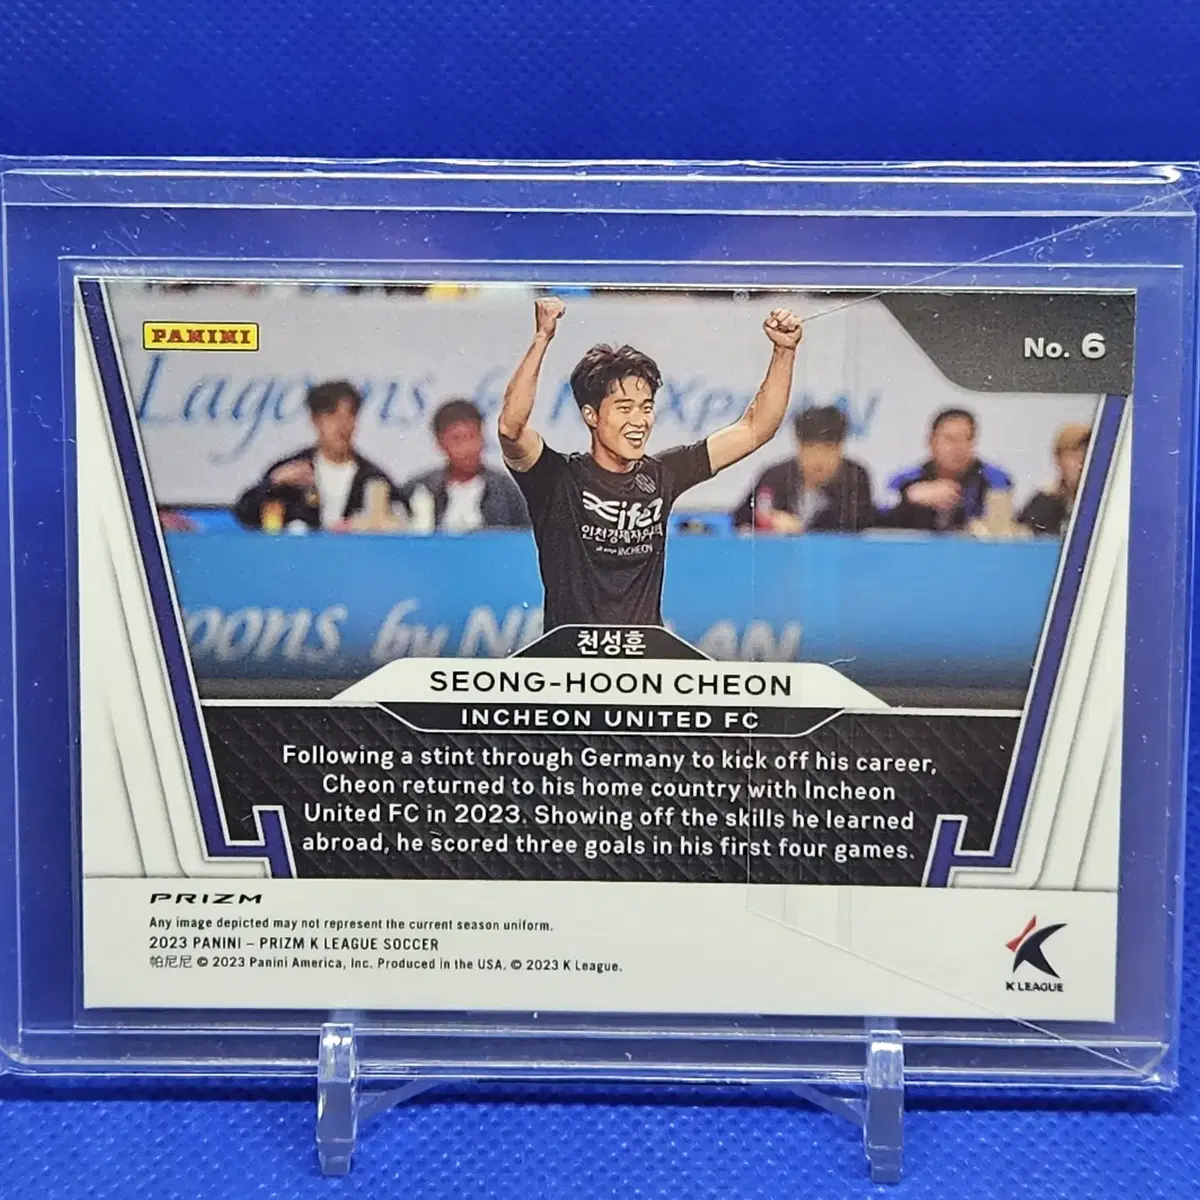 PANINI
No. 6
Lagoons
by
천성훈
SEONG-HOON CHEON
INCHEON UNITED FC
Following a stint through Germany to kick off his career,
Cheon returned to his home country with Incheon
United FC in 2023. Showing off the skills he learned
abroad, he scored three goals in his first four games.
PRIZM
Any image depicted may not represent the current season uniform.
2023 PANINI – PRIZM K LEAGUE SOCCER
帕尼尼 © 2023 Panini America, Inc. Produced in the USA. © 2023 K League.
K LEAGUE